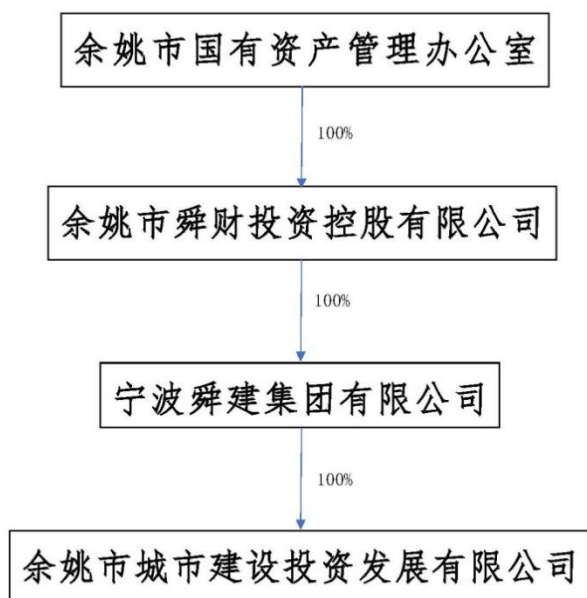 余姚市国有资产管理办公室
100%
余姚市舜财投资控股有限公司
100%
宁波舜建集团有限公司
100%
余姚市城市建设投资发展有限公司